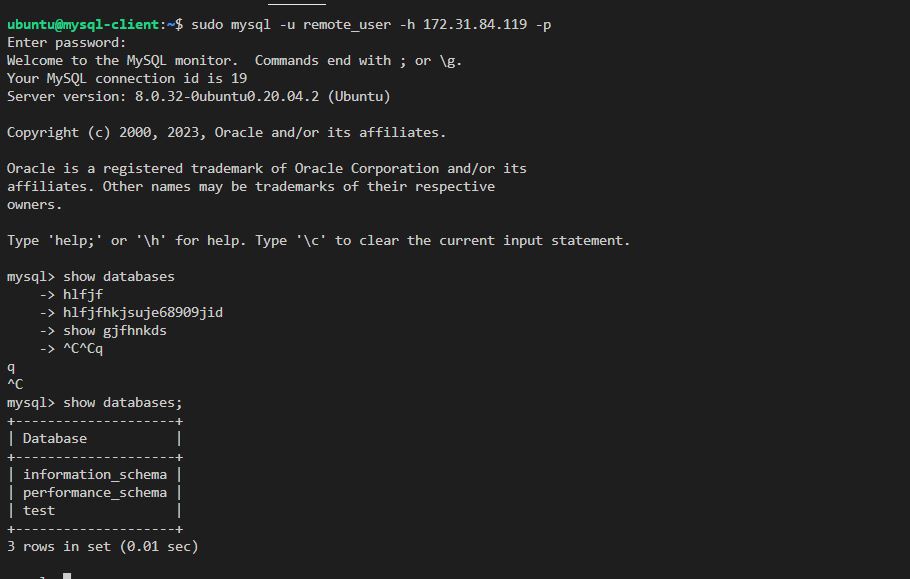 ubuntu@mysql-client:~$ sudo mysql -u remote_user -h 172.31.84.119 -p
Enter password:
Welcome to the MySQL monitor.  Commands end with ; or \g.
Your MySQL connection id is 19
Server version: 8.0.32-0ubuntu0.20.04.2 (Ubuntu)
Copyright (c) 2000, 2023, Oracle and/or its affiliates.
Oracle is a registered trademark of Oracle Corporation and/or its
affiliates. Other names may be trademarks of their respective
owners.
Type 'help;' or '\h' for help. Type '\c' to clear the current input statement.
mysql> show databases
    -> hlfjf
    -> hlfjfhkjsuje68909jid
    -> show gjfhnkds
    -> ^C^Cq
q
^C
mysql> show databases;
+--------------------+
| Database           |
+--------------------+
| information_schema |
| performance_schema |
| test               |
+--------------------+
3 rows in set (0.01 sec)